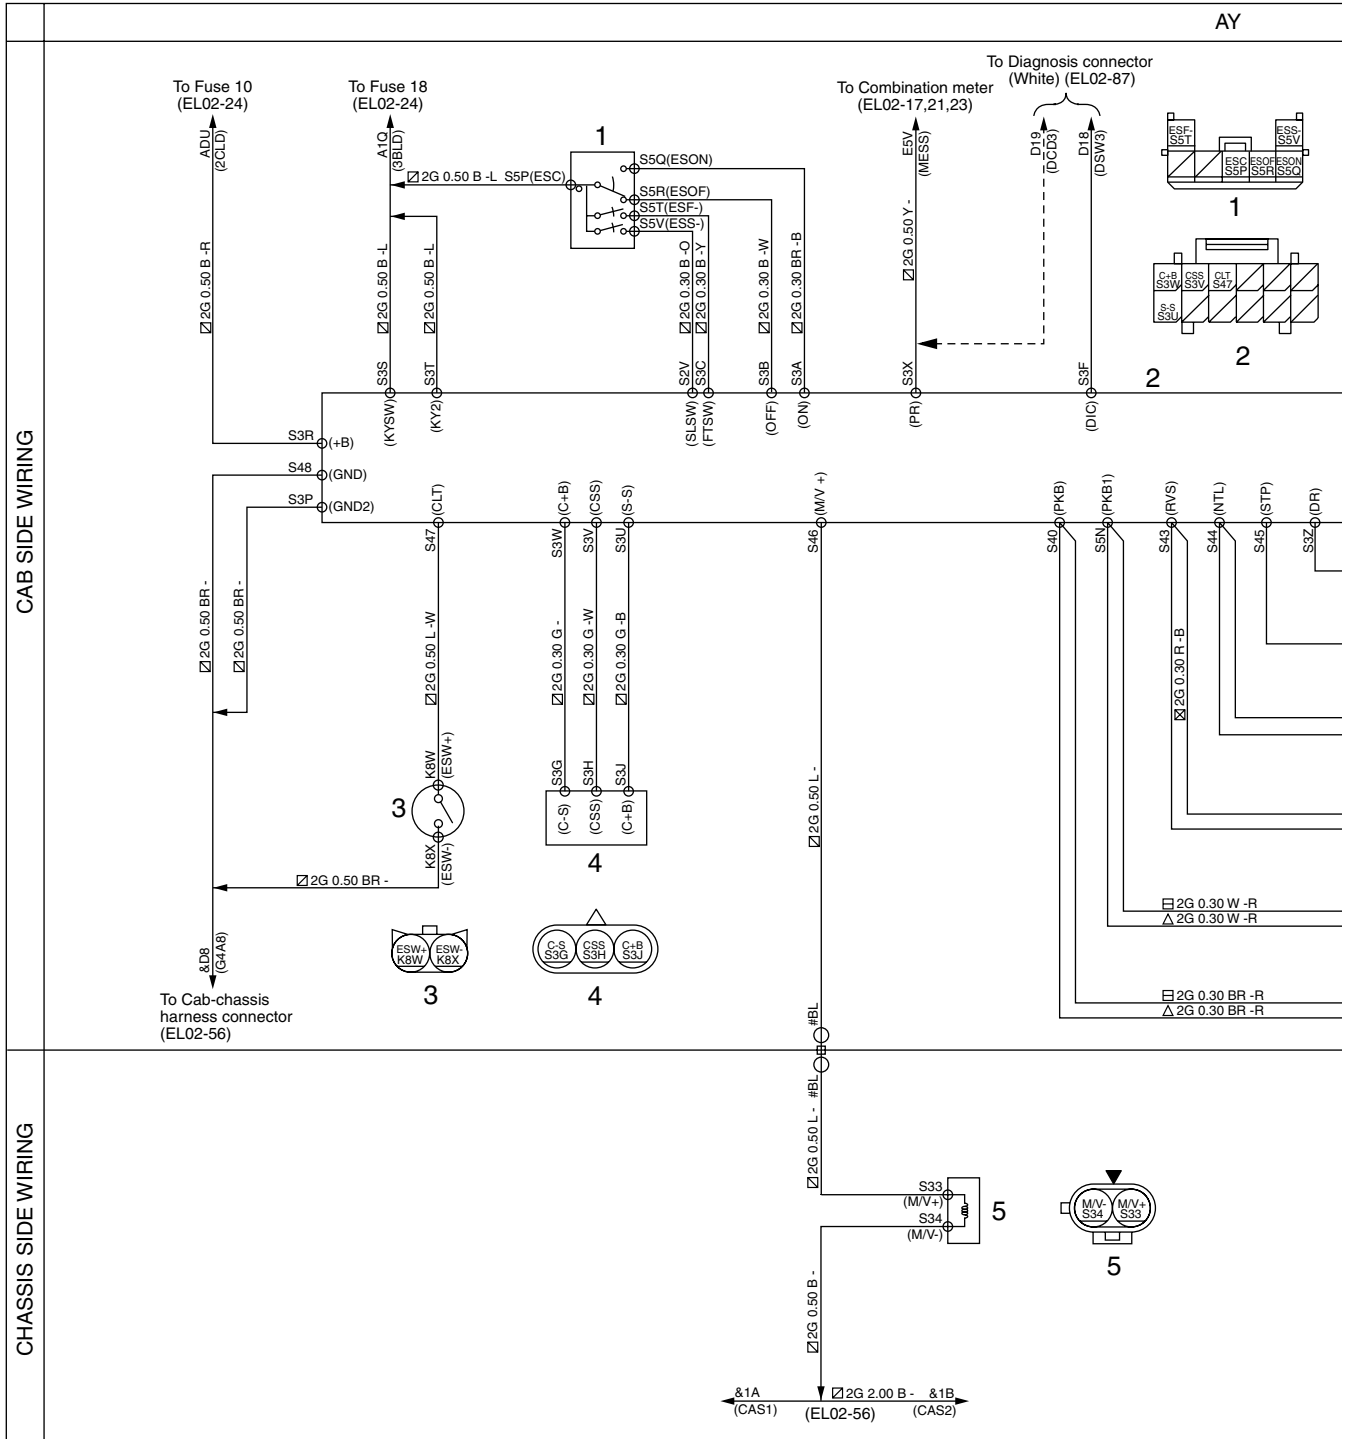 AY
To Diagnosis connector
(White) (EL02-87)
To Fuse 10
(EL02-24)
To Fuse 18
(EL02-24)
To Combination meter
(EL02-17,21,23)
ADU
(2CLD)
A1Q
(3BLD)
E5V
(MESS)
D19
(DCD3)
D18
(DSW3)
1
2G 0.50 B -L S5P(ESC)
S5Q(ESON)
S5R(ESOF)
S5T(ESF-)
S5V(ESS-)
ESF-
S5T
ESS-
S5V
ESC
S5P
ESOF
S5R
ESON
S5Q
1
C+B
S3W
CSS
S3V
CLT
S47
S-S
S3U
2
2G 0.50 B -R
2G 0.50 B -L
2G 0.50 B -L
2G 0.30 B -O
2G 0.30 B -Y
2G 0.30 B -W
2G 0.30 BR -B
2G 0.50 Y -
S3S
(KYSW)
S3T
(KY2)
S2V
(SLSW)
S3C
(FTSW)
S3B
(OFF)
S3A
(ON)
S3X
(PR)
S3F
(DIC)
2
CAB SIDE WIRING
S3R (+B)
S48 (GND)
S3P (GND2)
(CLT)
S47
(C+B)
S3W
(CSS)
S3V
(S-S)
S3U
(M/V +)
S46
(PKB)
S40
(PKB1)
S5N
(RVS)
S43
(NTL)
S44
(STP)
S45
(DR)
S3Z
2G 0.50 BR -
2G 0.50 BR -
2G 0.50 L -W
2G 0.30 G -
2G 0.30 G -W
2G 0.30 G -B
2G 0.50 L -
2G 0.30 R -B
K8W
(ESW+)
3
K8X
(ESW-)
S3G
(C-S)
S3H
(CSS)
S3J
(C+B)
4
2G 0.50 BR -
2G 0.30 W -R
2G 0.30 W -R
ESW+
K8W
ESW-
K8X
3
C-S
S3G
CSS
S3H
C+B
S3J
4
&D8
(G4A8)
To Cab-chassis
harness connector
(EL02-56)
2G 0.30 BR -R
2G 0.30 BR -R
#BL
#BL
CHASSIS SIDE WIRING
2G 0.50 L -
S33
(M/V+)
S34
(M/V-)
5
M/V-
S34
M/V+
S33
5
2G 0.50 B -
&1A
(CAS1)
2G 2.00 B -
(EL02-56)
&1B
(CAS2)